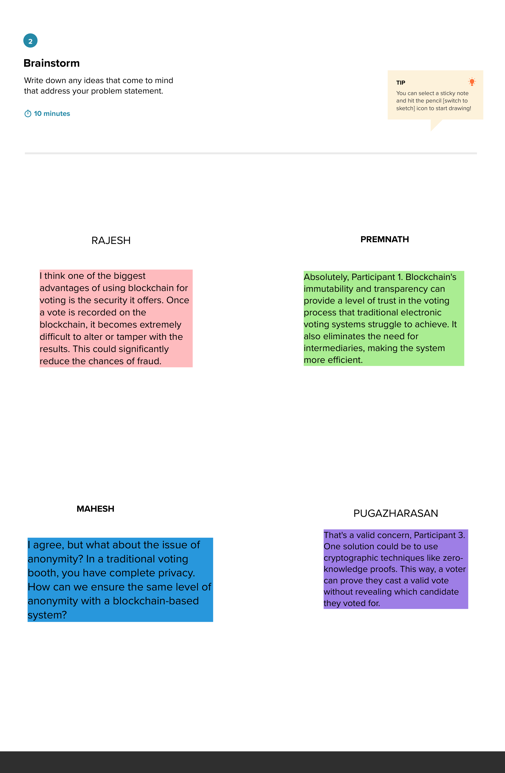 2
Brainstorm
Write down any ideas that come to mind
that address your problem statement.
10 minutes
TIP
You can select a sticky note
and hit the pencil [switch to
sketch] icon to start drawing!
RAJESH
I think one of the biggest
advantages of using blockchain for
voting is the security it offers. Once
a vote is recorded on the
blockchain, it becomes extremely
difficult to alter or tamper with the
results. This could significantly
reduce the chances of fraud.
PREMNATH
Absolutely, Participant 1. Blockchain's
immutability and transparency can
provide a level of trust in the voting
process that traditional electronic
voting systems struggle to achieve. It
also eliminates the need for
intermediaries, making the system
more efficient.
MAHESH
I agree, but what about the issue of
anonymity? In a traditional voting
booth, you have complete privacy.
How can we ensure the same level of
anonymity with a blockchain-based
system?
PUGAZHARASAN
That's a valid concern, Participant 3.
One solution could be to use
cryptographic techniques like zero-
knowledge proofs. This way, a voter
can prove they cast a valid vote
without revealing which candidate
they voted for.